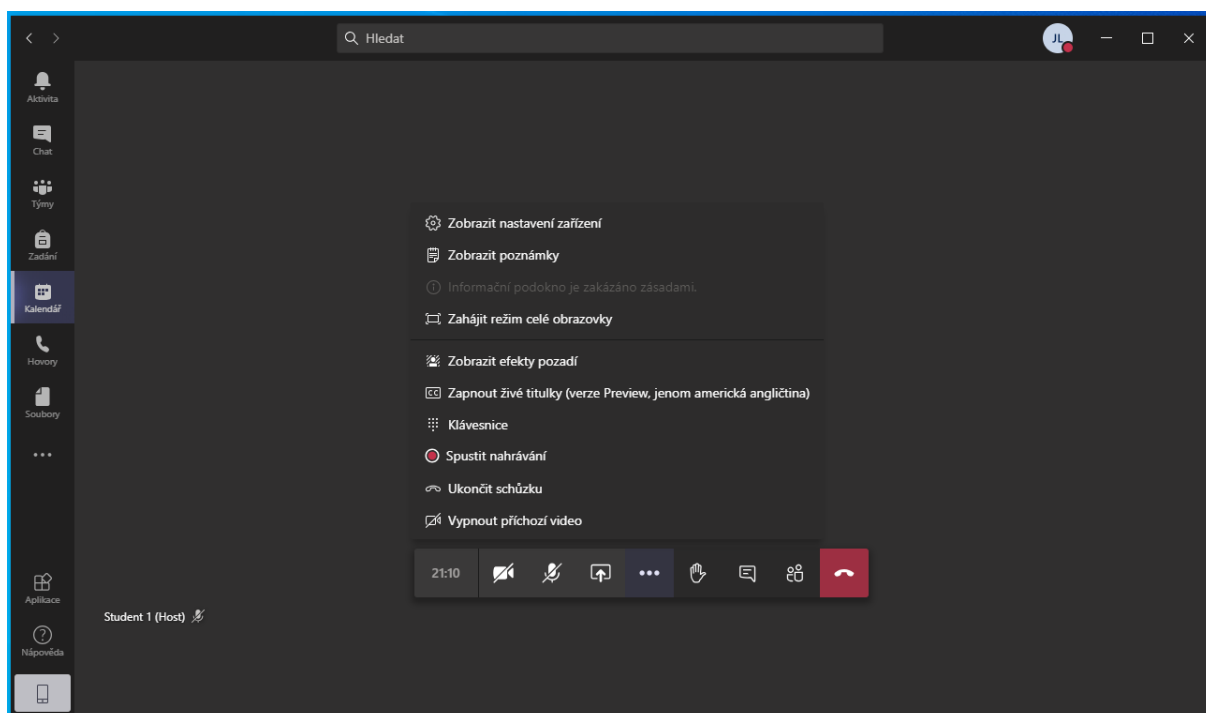 Hledat
JL
Aktivita
Chat
Týmy
Zadání
Kalendář
Hovory
Soubory
Zobrazit nastavení zařízení
Zobrazit poznámky
Informační podokno je zakázáno zásadami.
Zahájit režim celé obrazovky
Zobrazit efekty pozadí
CC Zapnout živé titulky (verze Preview, jenom americká angličtina)
Klávesnice
Spustit nahrávání
Ukončit schůzku
Vypnout příchozí video
21:10
Aplikace
Student 1 (Host)
Nápověda